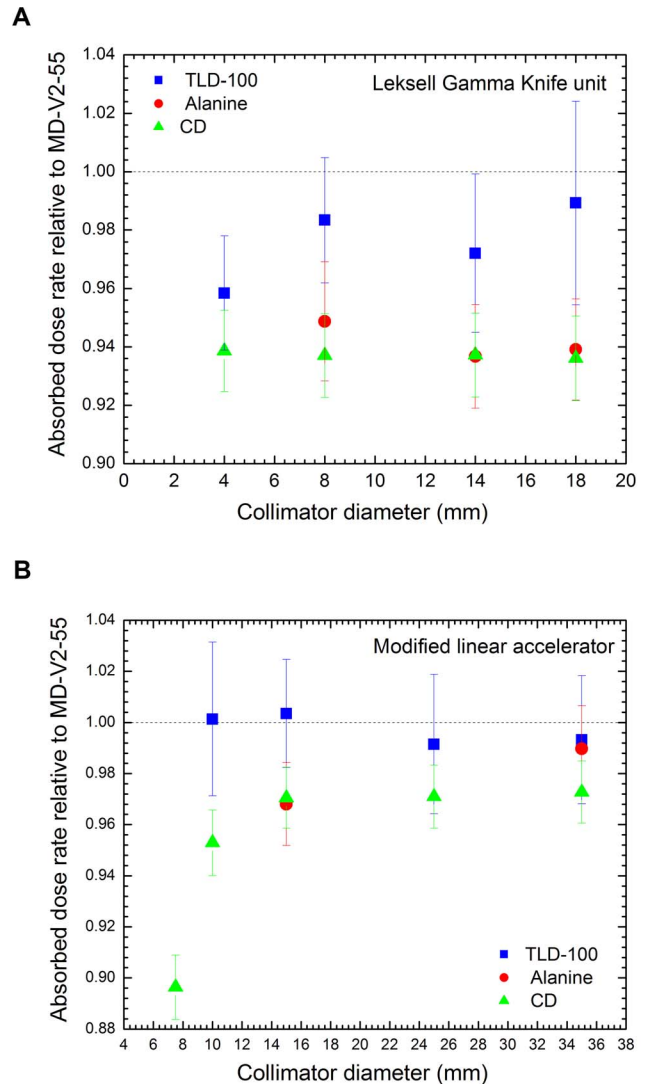 A
1.04
1.02
1.00
0.98
0.96
0.94
0.92
0.90
Absorbed dose rate relative to MD-V2-55
TLD-100
Alanine
CD
Leksell Gamma Knife unit
0 2 4 6 8 10 12 14 16 18 20
Collimator diameter (mm)
B
1.04
1.02
1.00
0.98
0.96
0.94
0.92
0.90
0.88
Absorbed dose rate relative to MD-V2-55
Modified linear accelerator
TLD-100
Alanine
CD
4 6 8 10 12 14 16 18 20 22 24 26 28 30 32 34 36 38
Collimator diameter (mm)